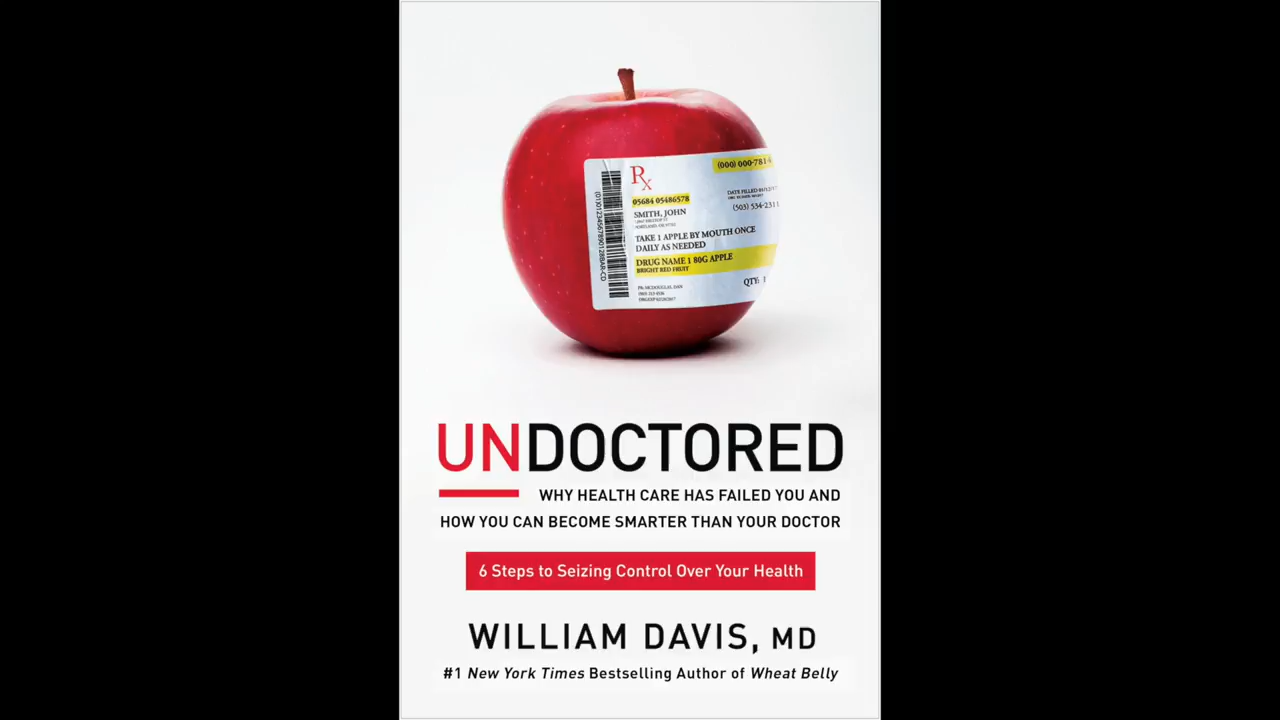 Rx
(000) 000-781-
05684 05486578
SMITH, JOHN
(503) 534-2311
TAKE 1 APPLE BY MOUTH ONCE
DAILY AS NEEDED
DRUG NAME 1 80G APPLE
BRIGHT RED FRUIT
QTY:
UNDOCTORED
WHY HEALTH CARE HAS FAILED YOU AND
HOW YOU CAN BECOME SMARTER THAN YOUR DOCTOR
6 Steps to Seizing Control Over Your Health
WILLIAM DAVIS, MD
#1 New York Times Bestselling Author of Wheat Belly